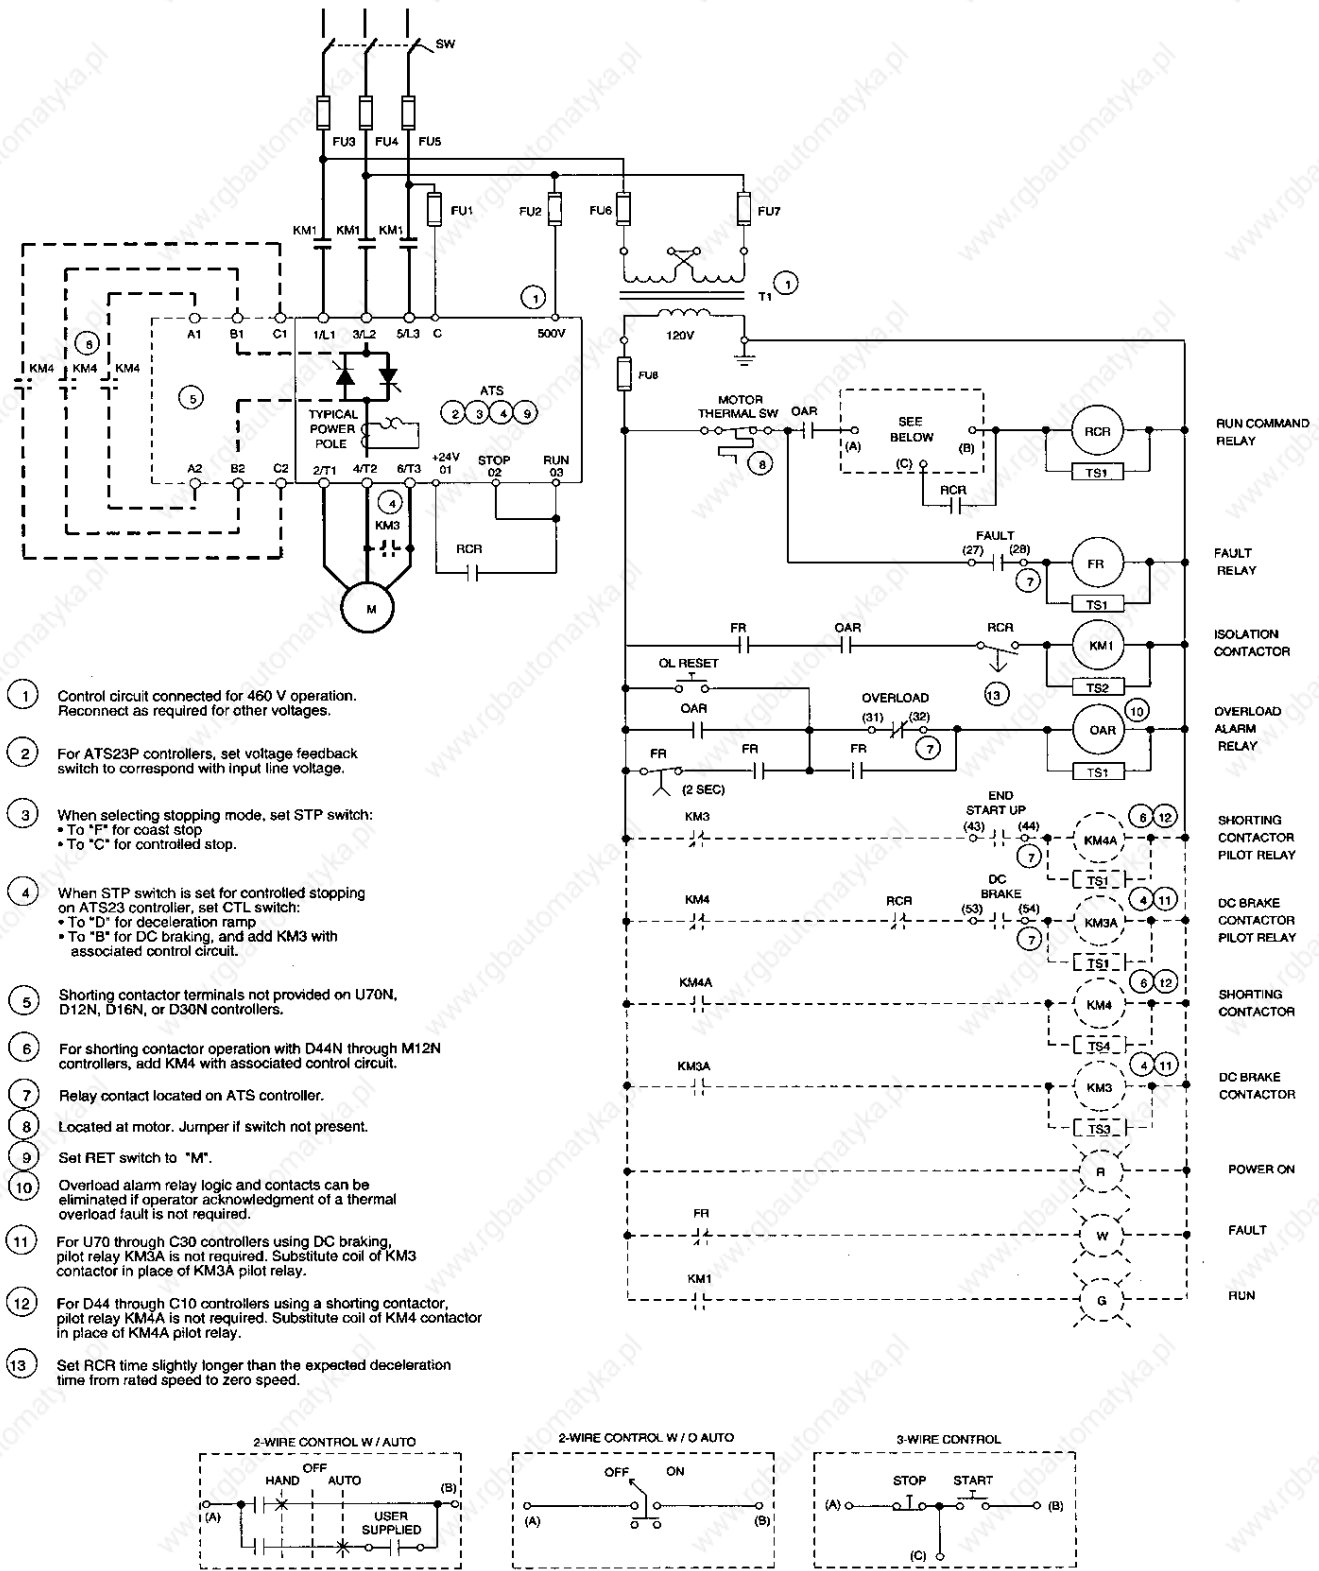 SW
FU3 FU4 FU5
FU1 FU2 FU6 FU7
KM1 KM1 KM1
T1 1
1
A1 B1 C1 1/L1 3/L2 5/L3 C 500V
120V
6
KM4 KM4 KM4
FU8
5
ATS
2 3 4 9
TYPICAL
POWER
POLE
A2 B2 C2 2/T1 4/T2 6/T3
+24V
01
STOP
02
RUN
03
4
KM3
RCR
M
MOTOR
THERMAL SW
OAR
8
(A)
SEE
BELOW
(B)
(C)
RCR
RCR
TS1
RUN COMMAND
RELAY
FAULT
(27) (28)
7
FR
TS1
FAULT
RELAY
FR OAR RCR
13
KM1
TS2
ISOLATION
CONTACTOR
OL RESET
OAR
OVERLOAD
(31) (32)
7
10
OAR
TS1
OVERLOAD
ALARM
RELAY
FR
(2 SEC)
FR FR
KM3
END
START UP
(43) (44)
7
6 12
KM4A
TS1
SHORTING
CONTACTOR
PILOT RELAY
KM4 RCR
DC
BRAKE
(53) (54)
7
4 11
KM3A
TS1
DC BRAKE
CONTACTOR
PILOT RELAY
KM4A
6 12
KM4
TS4
SHORTING
CONTACTOR
KM3A
4 11
KM3
TS3
DC BRAKE
CONTACTOR
R
POWER ON
FR
W
FAULT
KM1
G
RUN
1 Control circuit connected for 460 V operation.
Reconnect as required for other voltages.
2 For ATS23P controllers, set voltage feedback
switch to correspond with input line voltage.
3 When selecting stopping mode, set STP switch:
• To "F" for coast stop
• To "C" for controlled stop.
4 When STP switch is set for controlled stopping
on ATS23 controller, set CTL switch:
• To "D" for deceleration ramp
• To "B" for DC braking, and add KM3 with
associated control circuit.
5 Shorting contactor terminals not provided on U70N,
D12N, D16N, or D30N controllers.
6 For shorting contactor operation with D44N through M12N
controllers, add KM4 with associated control circuit.
7 Relay contact located on ATS controller.
8 Located at motor. Jumper if switch not present.
9 Set RET switch to "M".
10 Overload alarm relay logic and contacts can be
eliminated if operator acknowledgment of a thermal
overload fault is not required.
11 For U70 through C30 controllers using DC braking,
pilot relay KM3A is not required. Substitute coil of KM3
contactor in place of KM3A pilot relay.
12 For D44 through C10 controllers using a shorting contactor,
pilot relay KM4A is not required. Substitute coil of KM4 contactor
in place of KM4A pilot relay.
13 Set RCR time slightly longer than the expected deceleration
time from rated speed to zero speed.
2-WIRE CONTROL W / AUTO
OFF
HAND AUTO
(A) (B)
USER
SUPPLIED
2-WIRE CONTROL W / O AUTO
OFF ON
(A) (B)
3-WIRE CONTROL
STOP START
(A) (B)
(C)
www.rgbautomatyka.pl